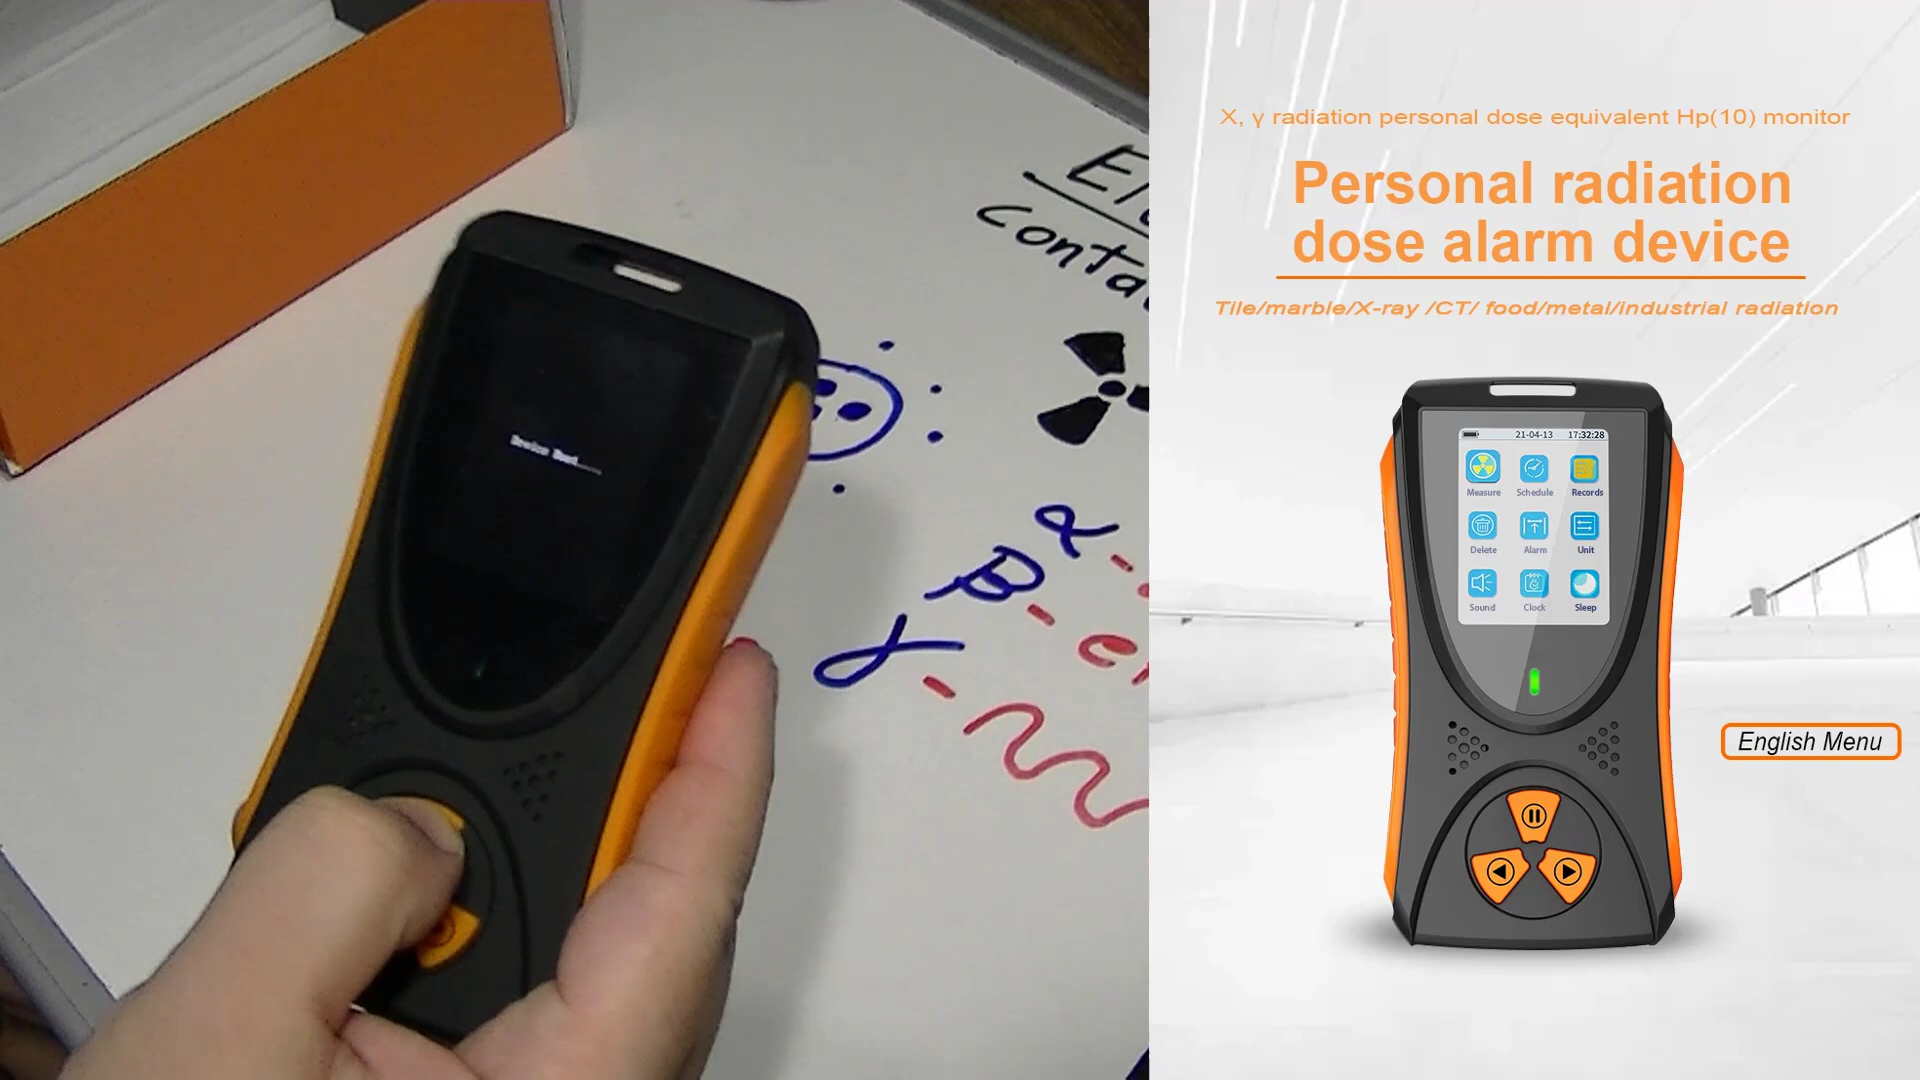 Conta
α -
β - e
γ -
X, γ radiation personal dose equivalent Hp(10) monitor
Personal radiation
dose alarm device
Tile/marble/X-ray /CT/ food/metal/industrial radiation
21-04-13 17:32:28
Measure Schedule Records
Delete Alarm Unit
Sound Clock Sleep
English Menu